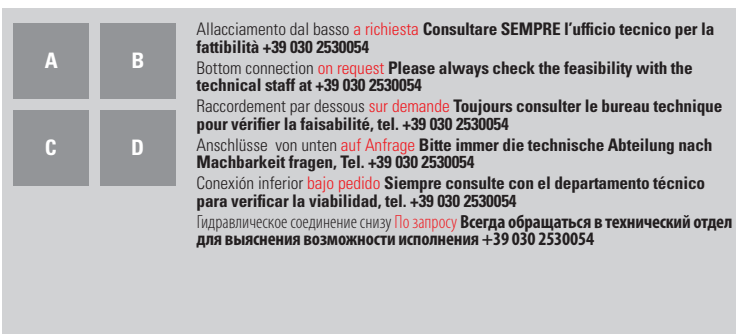 A
B
C
D
Allacciamento dal basso a richiesta Consultare SEMPRE l'ufficio tecnico per la
fattibilità +39 030 2530054
Bottom connection on request Please always check the feasibility with the
technical staff at +39 030 2530054
Raccordement par dessous sur demande Toujours consulter le bureau technique
pour vérifier la faisabilité, tel. +39 030 2530054
Anschlüsse von unten auf Anfrage Bitte immer die technische Abteilung nach
Machbarkeit fragen, Tel. +39 030 2530054
Conexión inferior bajo pedido Siempre consulte con el departamento técnico
para verificar la viabilidad, tel. +39 030 2530054
Гидравлическое соединение снизу По запросу Всегда обращаться в технический отдел
для выяснения возможности исполнения +39 030 2530054